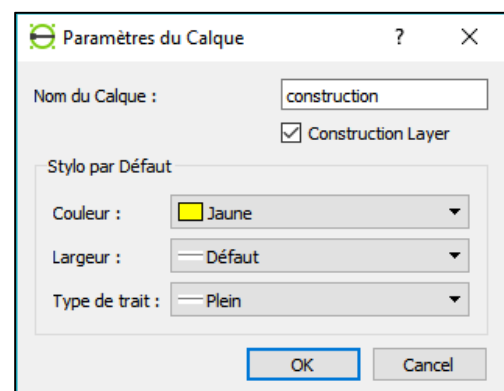 Paramètres du Calque
?
Nom du Calque :
construction
Construction Layer
Stylo par Défaut
Couleur :
Jaune
Largeur :
Défaut
Type de trait :
Plein
OK
Cancel